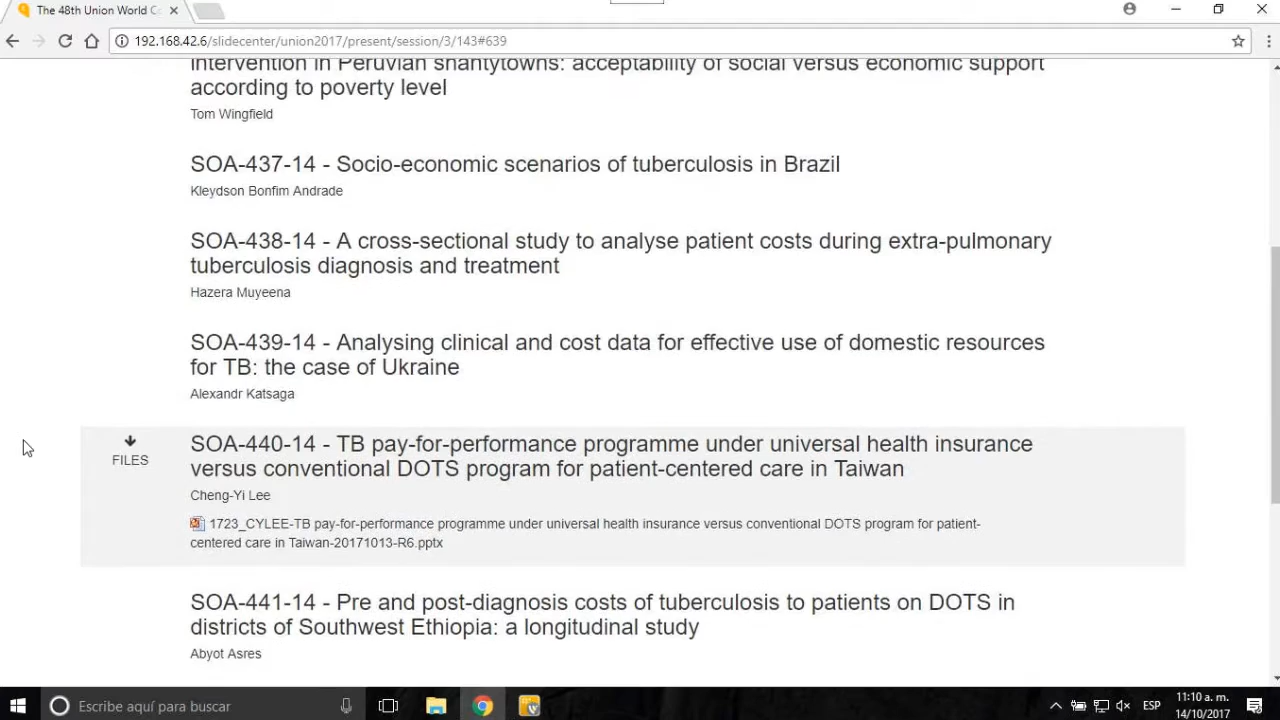 The 48th Union World C
192.168.42.6/slidecenter/union2017/present/session/3/143#639
intervention in Peruvian shantytowns: acceptability of social versus economic support
according to poverty level
Tom Wingfield
SOA-437-14 - Socio-economic scenarios of tuberculosis in Brazil
Kleydson Bonfim Andrade
SOA-438-14 - A cross-sectional study to analyse patient costs during extra-pulmonary
tuberculosis diagnosis and treatment
Hazera Muyeena
SOA-439-14 - Analysing clinical and cost data for effective use of domestic resources
for TB: the case of Ukraine
Alexandr Katsaga
FILES
SOA-440-14 - TB pay-for-performance programme under universal health insurance
versus conventional DOTS program for patient-centered care in Taiwan
Cheng-Yi Lee
1723_CYLEE-TB pay-for-performance programme under universal health insurance versus conventional DOTS program for patient-
centered care in Taiwan-20171013-R6.pptx
SOA-441-14 - Pre and post-diagnosis costs of tuberculosis to patients on DOTS in
districts of Southwest Ethiopia: a longitudinal study
Abyot Asres
Escribe aquí para buscar
ESP
11:10 a. m.
14/10/2017